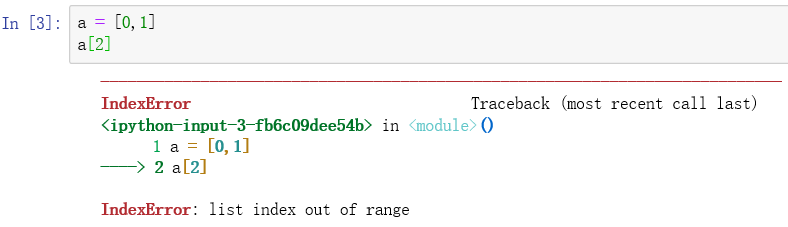 In [3]: a = [0,1]
a[2]
IndexError Traceback (most recent call last)
<ipython-input-3-fb6c09dee54b> in <module>()
1 a = [0,1]
----> 2 a[2]
IndexError: list index out of range